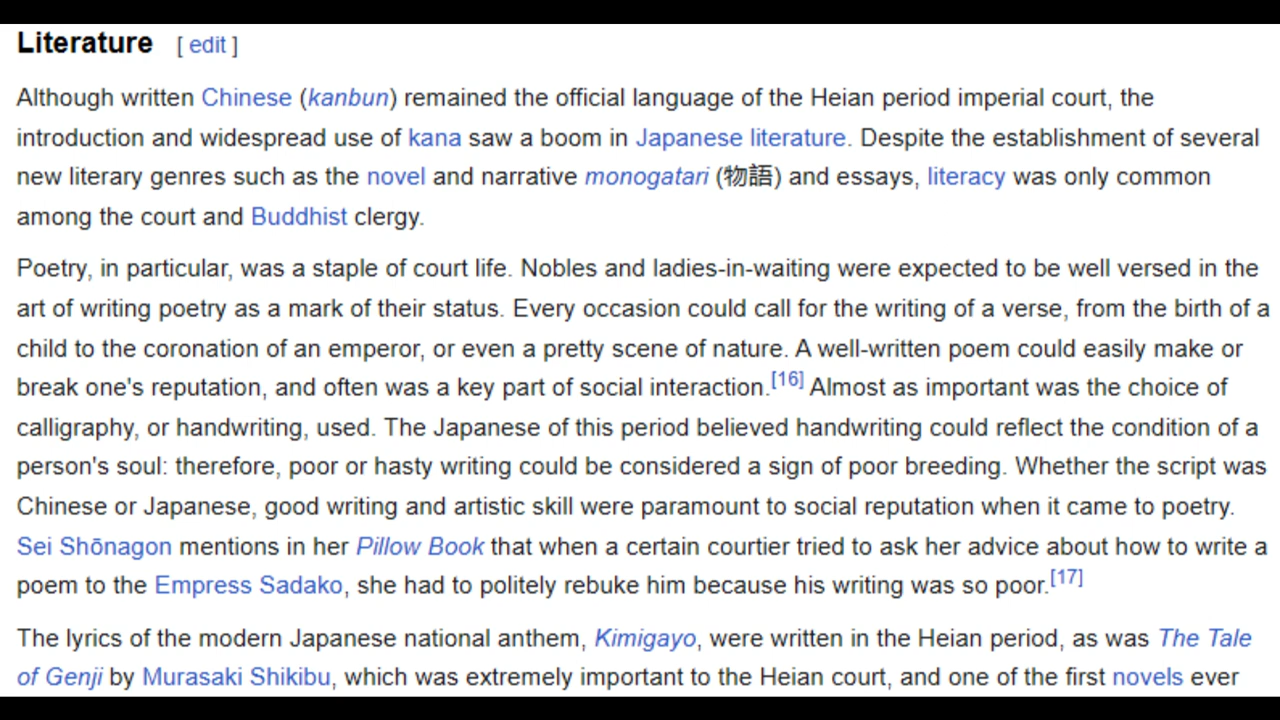 Literature [ edit ]
Although written Chinese (kanbun) remained the official language of the Heian period imperial court, the
introduction and widespread use of kana saw a boom in Japanese literature. Despite the establishment of several
new literary genres such as the novel and narrative monogatari (物語) and essays, literacy was only common
among the court and Buddhist clergy.
Poetry, in particular, was a staple of court life. Nobles and ladies-in-waiting were expected to be well versed in the
art of writing poetry as a mark of their status. Every occasion could call for the writing of a verse, from the birth of a
child to the coronation of an emperor, or even a pretty scene of nature. A well-written poem could easily make or
break one's reputation, and often was a key part of social interaction.[16] Almost as important was the choice of
calligraphy, or handwriting, used. The Japanese of this period believed handwriting could reflect the condition of a
person's soul: therefore, poor or hasty writing could be considered a sign of poor breeding. Whether the script was
Chinese or Japanese, good writing and artistic skill were paramount to social reputation when it came to poetry.
Sei Shōnagon mentions in her Pillow Book that when a certain courtier tried to ask her advice about how to write a
poem to the Empress Sadako, she had to politely rebuke him because his writing was so poor.[17]
The lyrics of the modern Japanese national anthem, Kimigayo, were written in the Heian period, as was The Tale
of Genji by Murasaki Shikibu, which was extremely important to the Heian court, and one of the first novels ever